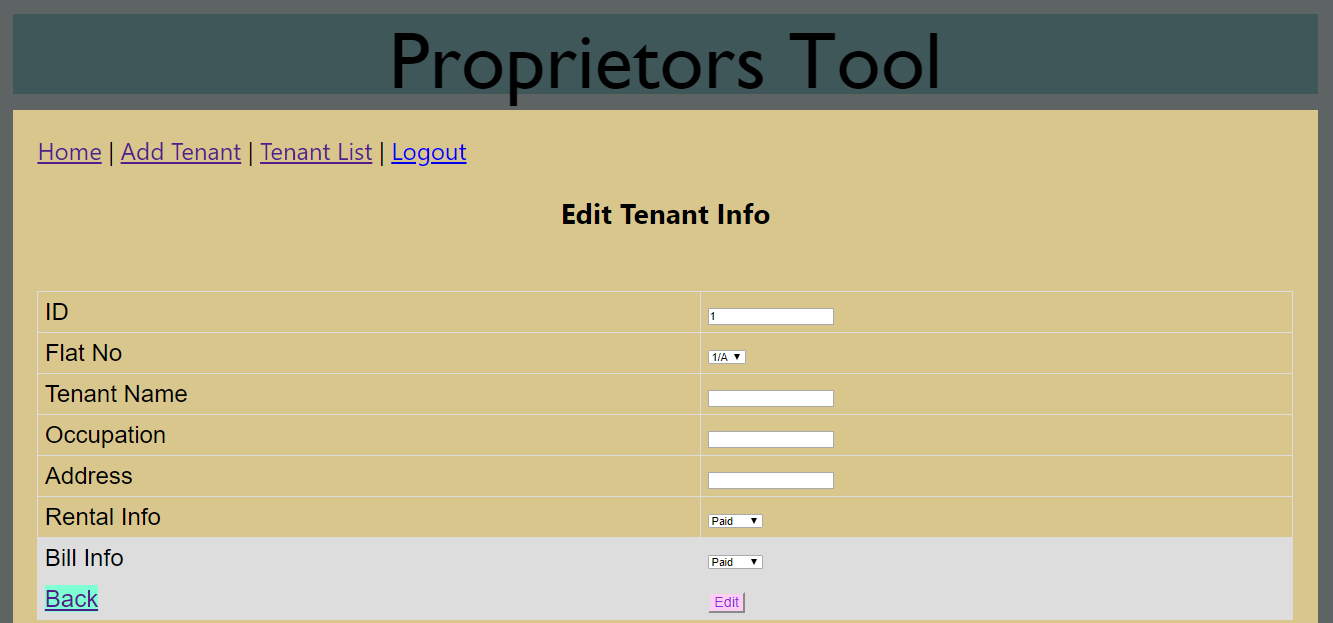 Proprietors Tool
Home | Add Tenant | Tenant List | Logout
Edit Tenant Info
ID 1
Flat No 1/A
Tenant Name
Occupation
Address
Rental Info Paid
Bill Info Paid
Back Edit